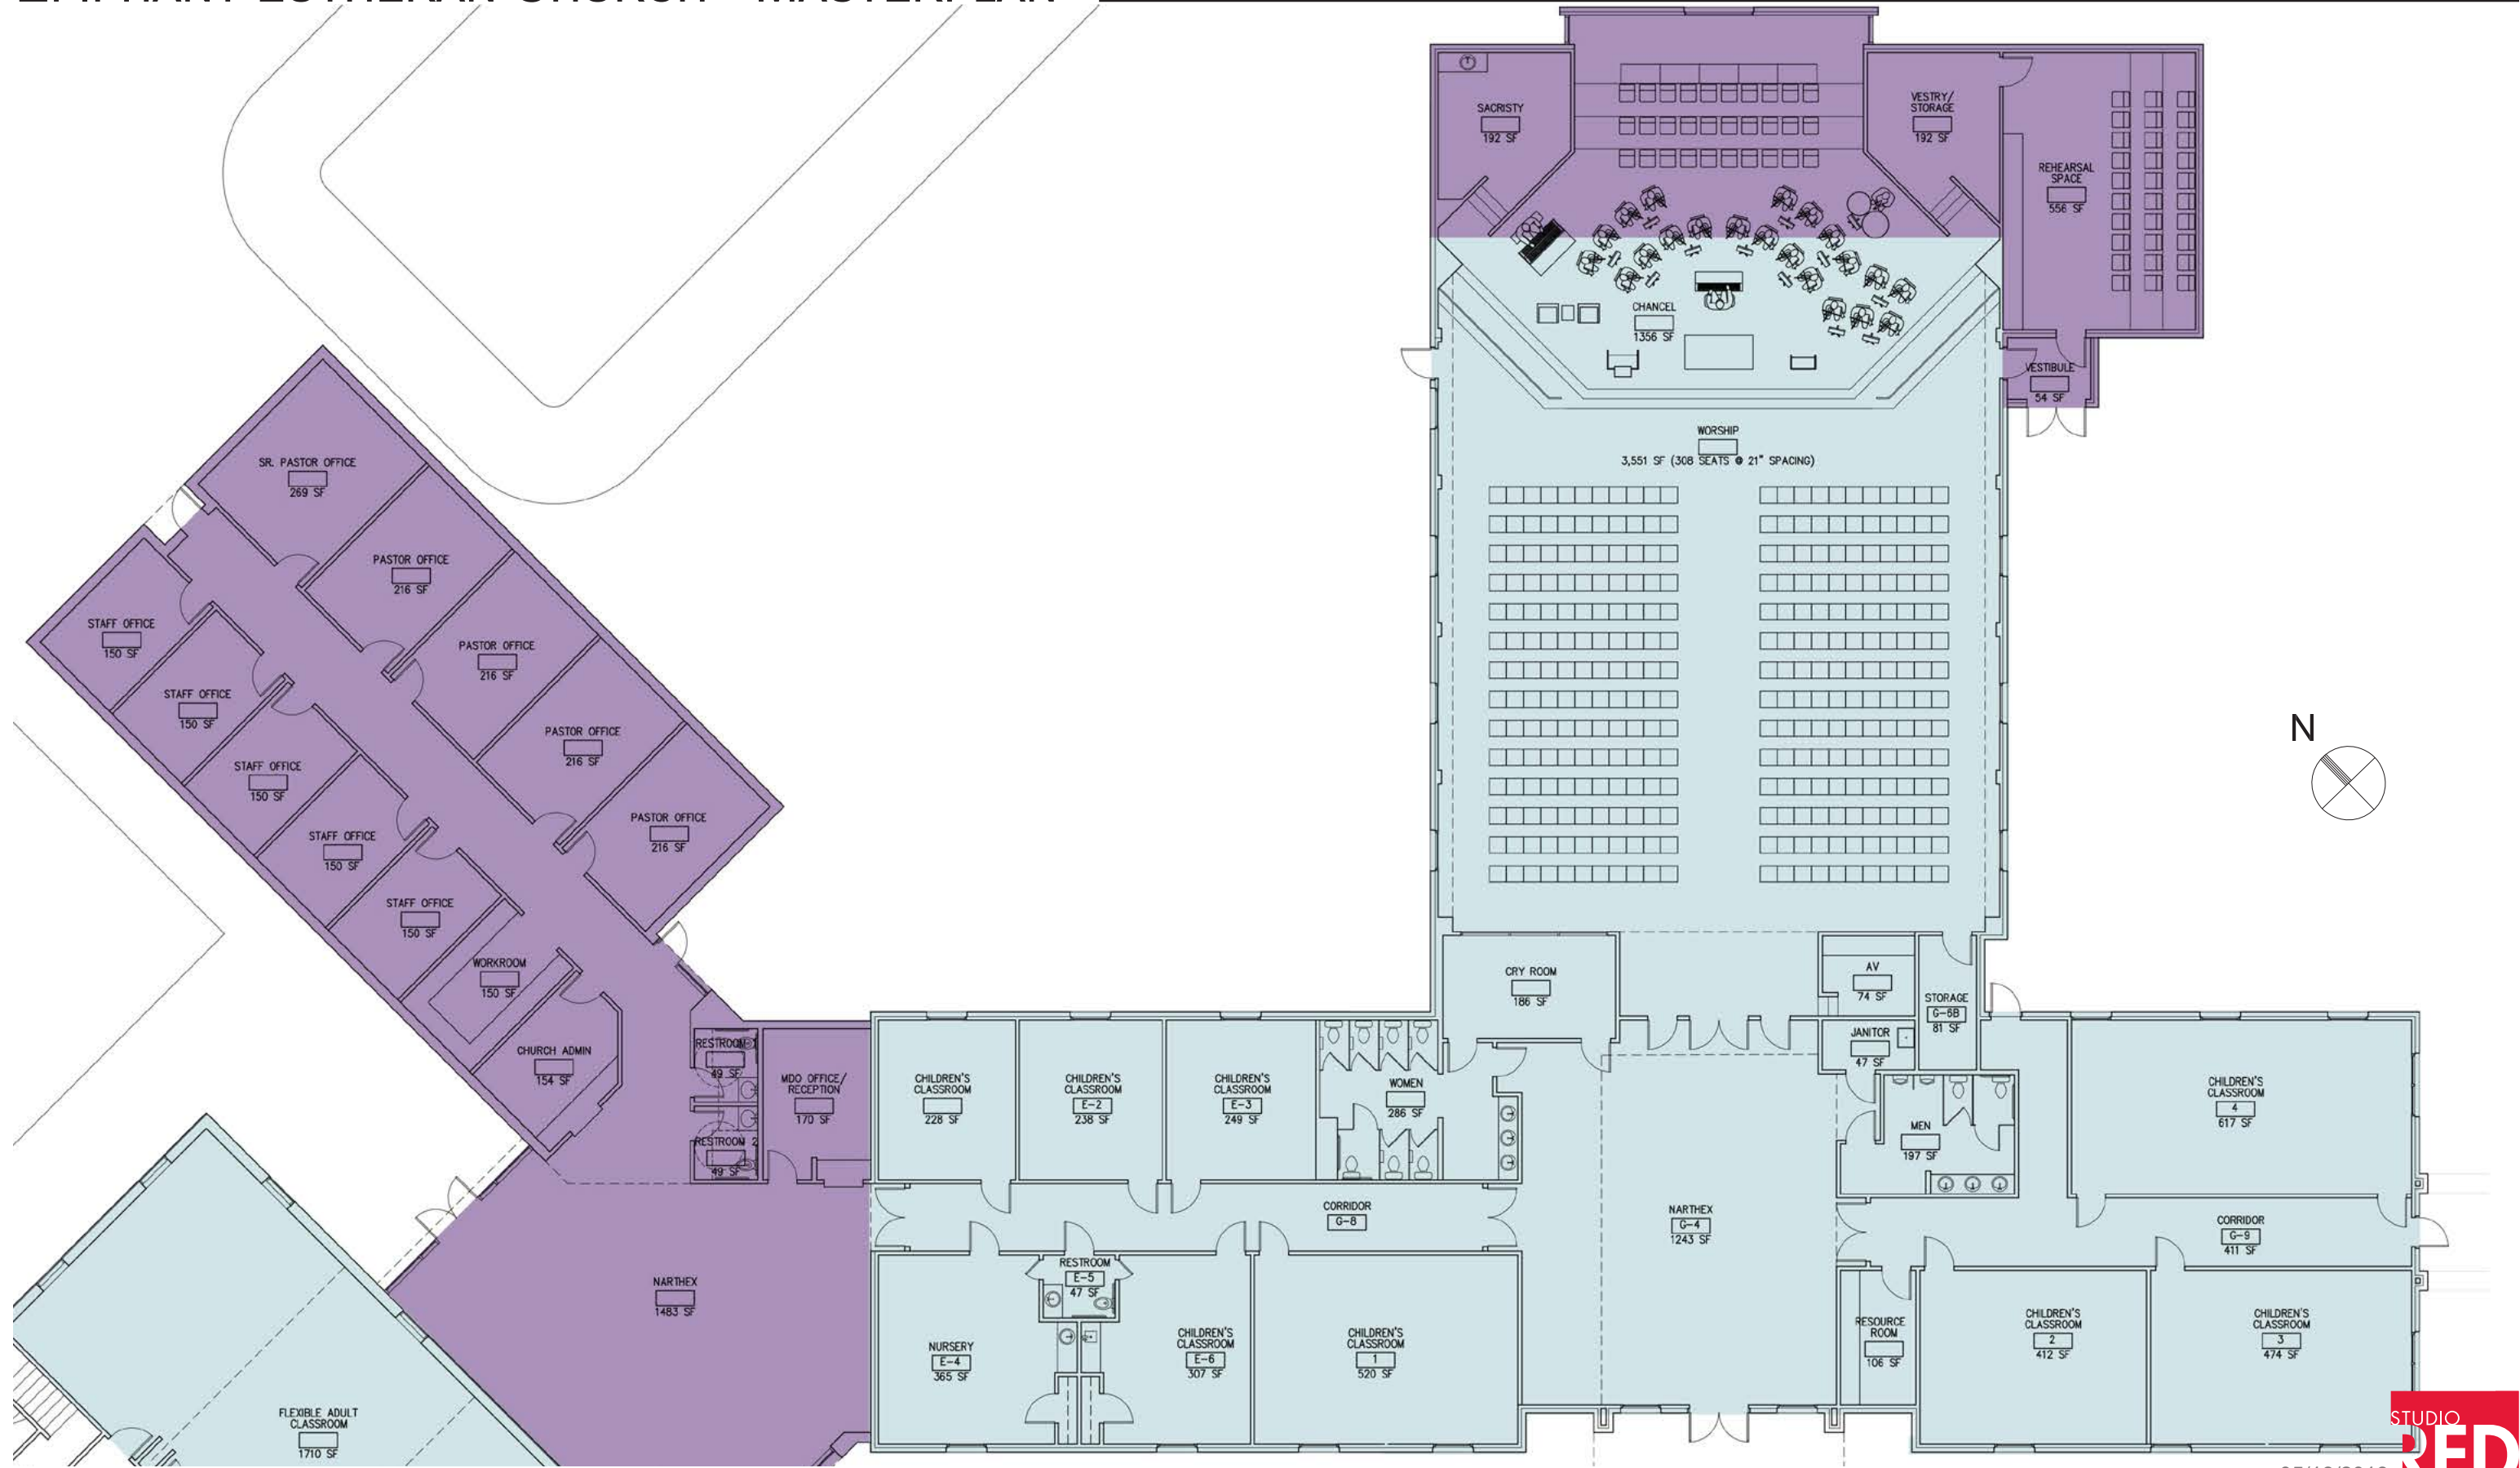 SACRISTY
192 SF
VESTRY/
STORAGE
192 SF
REHEARSAL
SPACE
556 SF
CHANCEL
1356 SF
VESTIBULE
54 SF
WORSHIP
3,551 SF (308 SEATS @ 21" SPACING)
SR. PASTOR OFFICE
269 SF
PASTOR OFFICE
216 SF
PASTOR OFFICE
216 SF
PASTOR OFFICE
216 SF
PASTOR OFFICE
216 SF
STAFF OFFICE
150 SF
STAFF OFFICE
150 SF
STAFF OFFICE
150 SF
STAFF OFFICE
150 SF
STAFF OFFICE
150 SF
WORKROOM
150 SF
CHURCH ADMIN
154 SF
N
RESTROOM 1
49 SF
RESTROOM 2
49 SF
MDO OFFICE/
RECEPTION
170 SF
CHILDREN'S
CLASSROOM
228 SF
CHILDREN'S
CLASSROOM
E-2
238 SF
CHILDREN'S
CLASSROOM
E-3
249 SF
WOMEN
286 SF
CRY ROOM
186 SF
AV
74 SF
STORAGE
G-6B
81 SF
JANITOR
47 SF
MEN
197 SF
CHILDREN'S
CLASSROOM
4
617 SF
CORRIDOR
G-8
NARTHEX
G-4
1243 SF
CORRIDOR
G-9
411 SF
NARTHEX
1483 SF
RESTROOM
E-5
47 SF
NURSERY
E-4
365 SF
CHILDREN'S
CLASSROOM
E-6
307 SF
CHILDREN'S
CLASSROOM
1
520 SF
RESOURCE
ROOM
106 SF
CHILDREN'S
CLASSROOM
2
412 SF
CHILDREN'S
CLASSROOM
3
474 SF
FLEXIBLE ADULT
CLASSROOM
1710 SF
STUDIO
RED